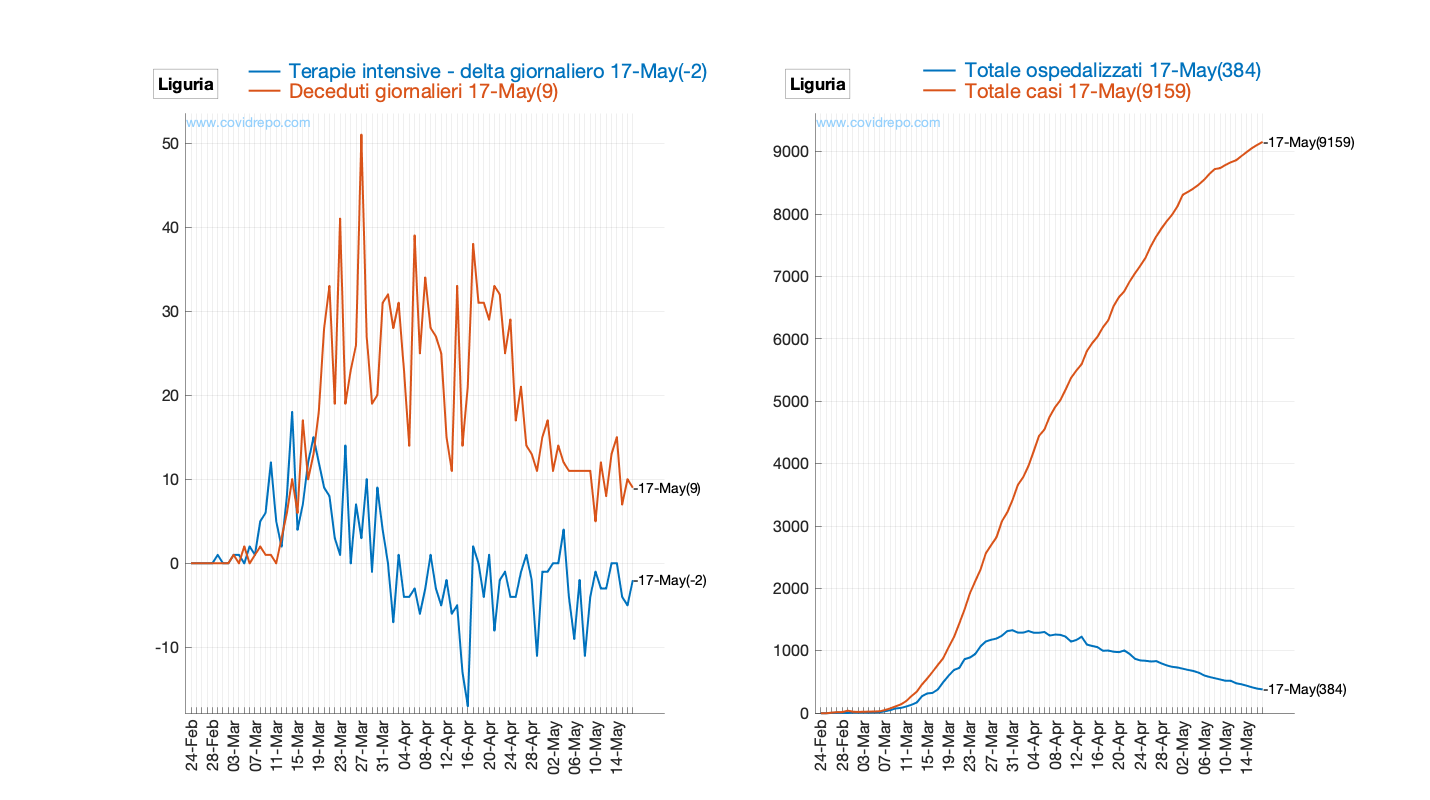 Liguria
Terapie intensive - delta giornaliero 17-May(-2)
Deceduti giornalieri 17-May(9)
www.covidrepo.com
50
40
30
20
10
0
-10
-17-May(9)
-17-May(-2)
24-Feb
28-Feb
03-Mar
07-Mar
11-Mar
15-Mar
19-Mar
23-Mar
27-Mar
31-Mar
04-Apr
08-Apr
12-Apr
16-Apr
20-Apr
24-Apr
28-Apr
02-May
06-May
10-May
14-May
Liguria
Totale ospedalizzati 17-May(384)
Totale casi 17-May(9159)
www.covidrepo.com
9000
8000
7000
6000
5000
4000
3000
2000
1000
0
-17-May(9159)
-17-May(384)
24-Feb
28-Feb
03-Mar
07-Mar
11-Mar
15-Mar
19-Mar
23-Mar
27-Mar
31-Mar
04-Apr
08-Apr
12-Apr
16-Apr
20-Apr
24-Apr
28-Apr
02-May
06-May
10-May
14-May